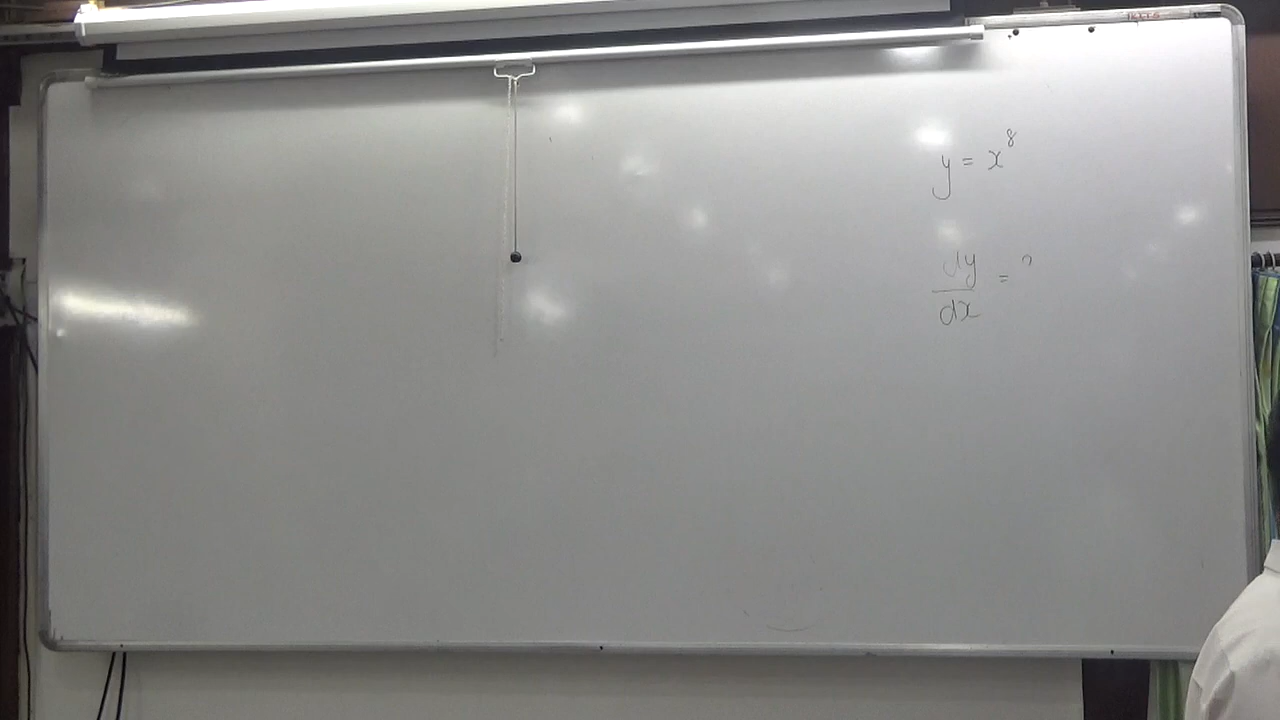 y = x⁸
dy/dx = ?